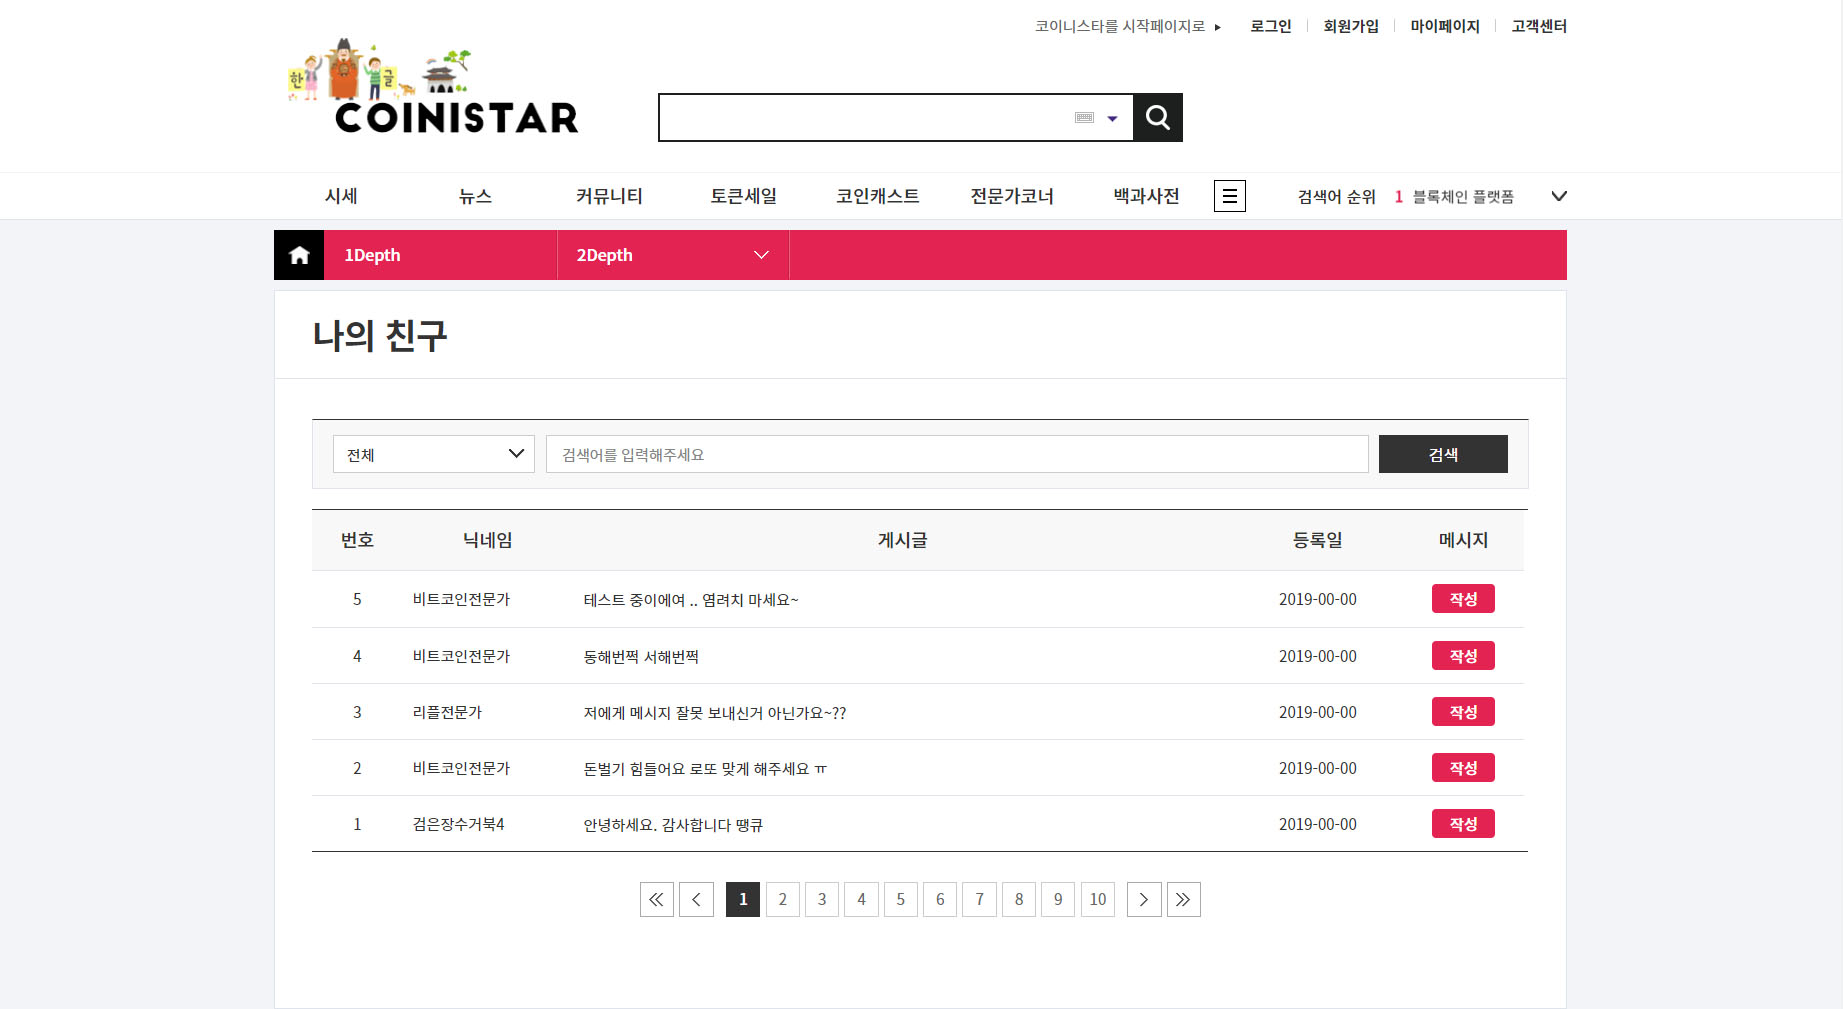 코이니스타를 시작페이지로 ▸ 로그인 회원가입 마이페이지 고객센터
한 글
COINISTAR
시세 뉴스 커뮤니티 토큰세일 코인캐스트 전문가코너 백과사전 검색어 순위 1 블록체인 플랫폼
1Depth 2Depth
나의 친구
전체 검색어를 입력해주세요 검색
번호 닉네임 게시글 등록일 메시지
5 비트코인전문가 테스트 중이에여 .. 염려치 마세요~ 2019-00-00 작성
4 비트코인전문가 동해번쩍 서해번쩍 2019-00-00 작성
3 리플전문가 저에게 메시지 잘못 보내신거 아닌가요~?? 2019-00-00 작성
2 비트코인전문가 돈벌기 힘들어요 로또 맞게 해주세요 ㅠ 2019-00-00 작성
1 검은장수거북4 안녕하세요. 감사합니다 땡큐 2019-00-00 작성
1 2 3 4 5 6 7 8 9 10